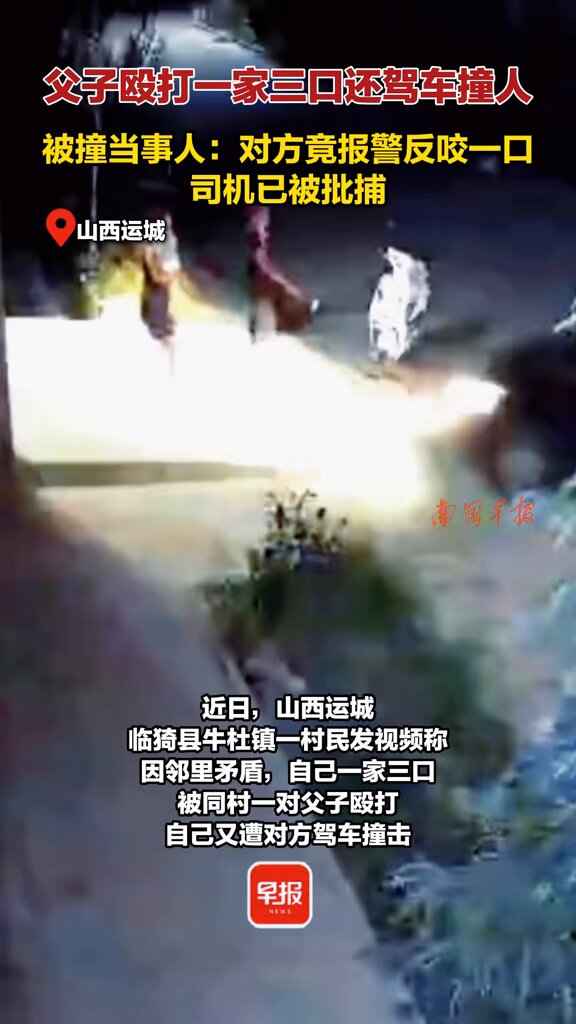 父子殴打一家三口还驾车撞人
被撞当事人：对方竟报警反咬一口
司机已被批捕
山西运城
南国早报
近日，山西运城
临猗县牛杜镇一村民发视频称
因邻里矛盾，自己一家三口
被同村一对父子殴打
自己又遭对方驾车撞击
早报
NEWS